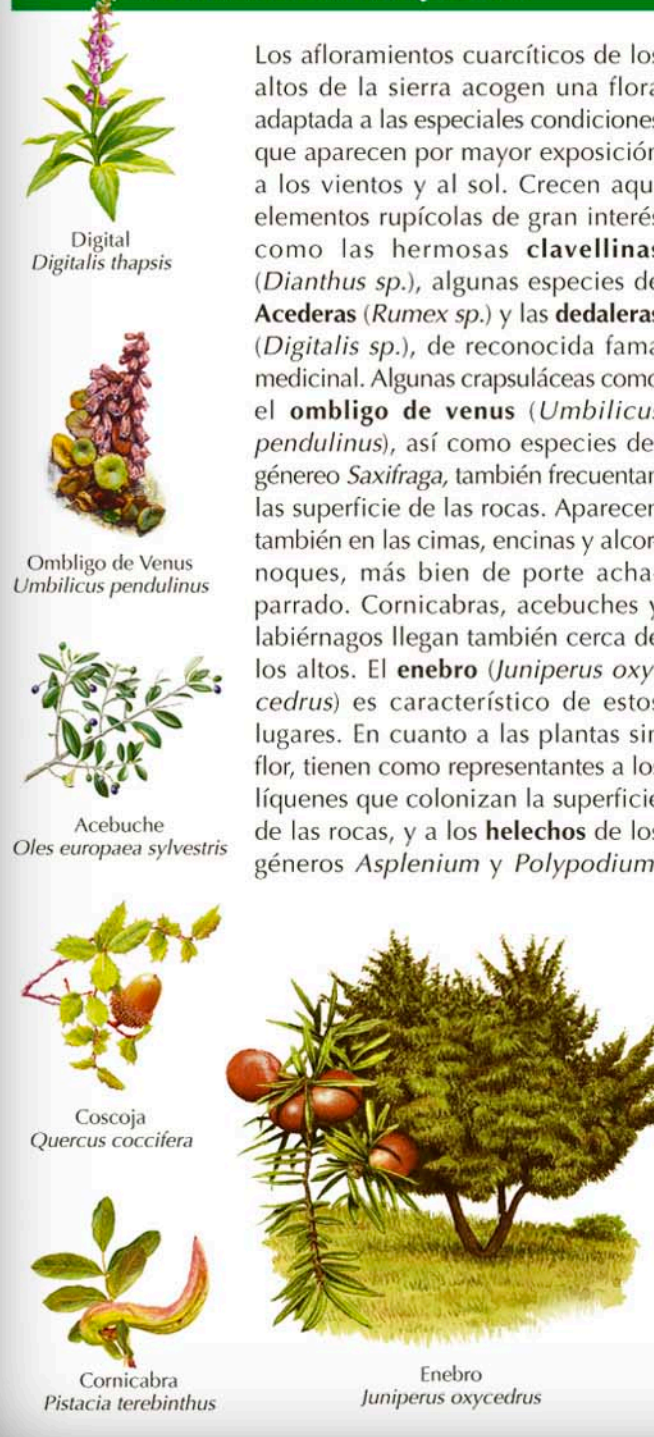 Digital
Digitalis thapsis
Ombligo de Venus
Umbilicus pendulinus
Acebuche
Oles europaea sylvestris
Coscoja
Quercus coccifera
Cornicabra
Pistacia terebinthus
Los afloramientos cuarcíticos de los
altos de la sierra acogen una flora
adaptada a las especiales condiciones
que aparecen por mayor exposición
a los vientos y al sol. Crecen aqu
elementos rupícolas de gran interés
como las hermosas clavellinas
(Dianthus sp.), algunas especies de
Acederas (Rumex sp.) y las dedaleras
(Digitalis sp.), de reconocida fama
medicinal. Algunas crapsuláceas como
el ombligo de venus (Umbilicus
pendulinus), así como especies de
génereo Saxifraga, también frecuentan
las superficie de las rocas. Aparecen
también en las cimas, encinas y alcor
noques, más bien de porte acha-
parrado. Cornicabras, acebuches y
labiérnagos llegan también cerca de
los altos. El enebro (Juniperus oxy-
cedrus) es característico de estos
lugares. En cuanto a las plantas sin
flor, tienen como representantes a los
líquenes que colonizan la superficie
de las rocas, y a los helechos de los
géneros Asplenium y Polypodium
Enebro
Juniperus oxycedrus